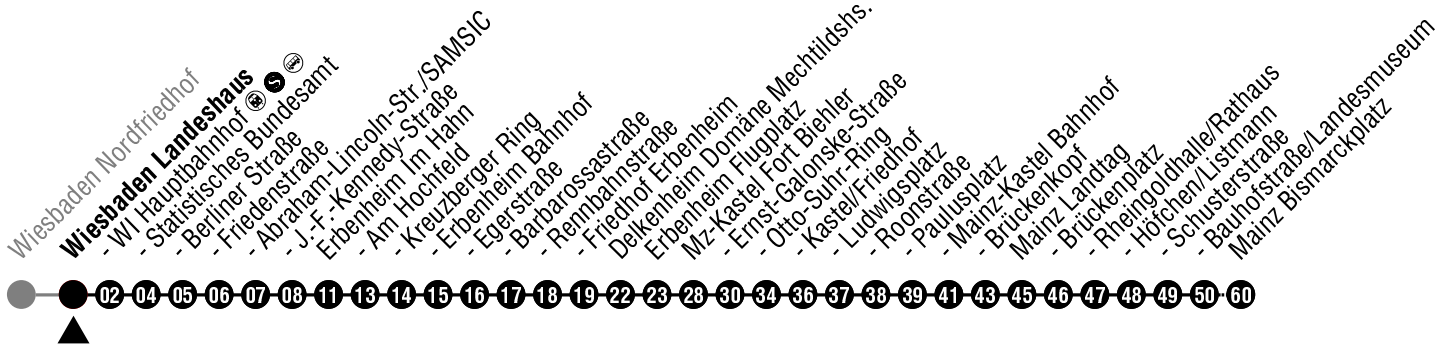 Wiesbaden Nordfriedhof
Wiesbaden Landeshaus
- WI Hauptbahnhof
- Statistisches Bundesamt
- Berliner Straße
- Friedenstraße
- Abraham-Lincoln-Str./SAMSIC
- J.-F.-Kennedy-Straße
Erbenheim Im Hahn
- Am Hochfeld
- Kreuzberger Ring
- Erbenheim Bahnhof
- Egerstraße
- Barbarossastraße
- Rennbahnstraße
- Friedhof Erbenheim
Delkenheim Domäne Mechtildshs.
Erbenheim Flugplatz
Mz-Kastel Fort Biehler
- Ernst-Galonske-Straße
- Otto-Suhr-Ring
- Kastel/Friedhof
- Ludwigsplatz
- Roonstraße
- Paulusplatz
- Mainz-Kastel Bahnhof
- Brückenkopf
Mainz Landtag
- Brückenplatz
- Rheingoldhalle/Rathaus
- Höfchen/Listmann
- Schusterstraße
- Bauhofstraße/Landesmuseum
Mainz Bismarckplatz
02 04 05 06 07 08 11 13 14 15 16 17 18 19 22 23 28 30 34 36 37 38 39 41 43 45 46 47 48 49 50 60